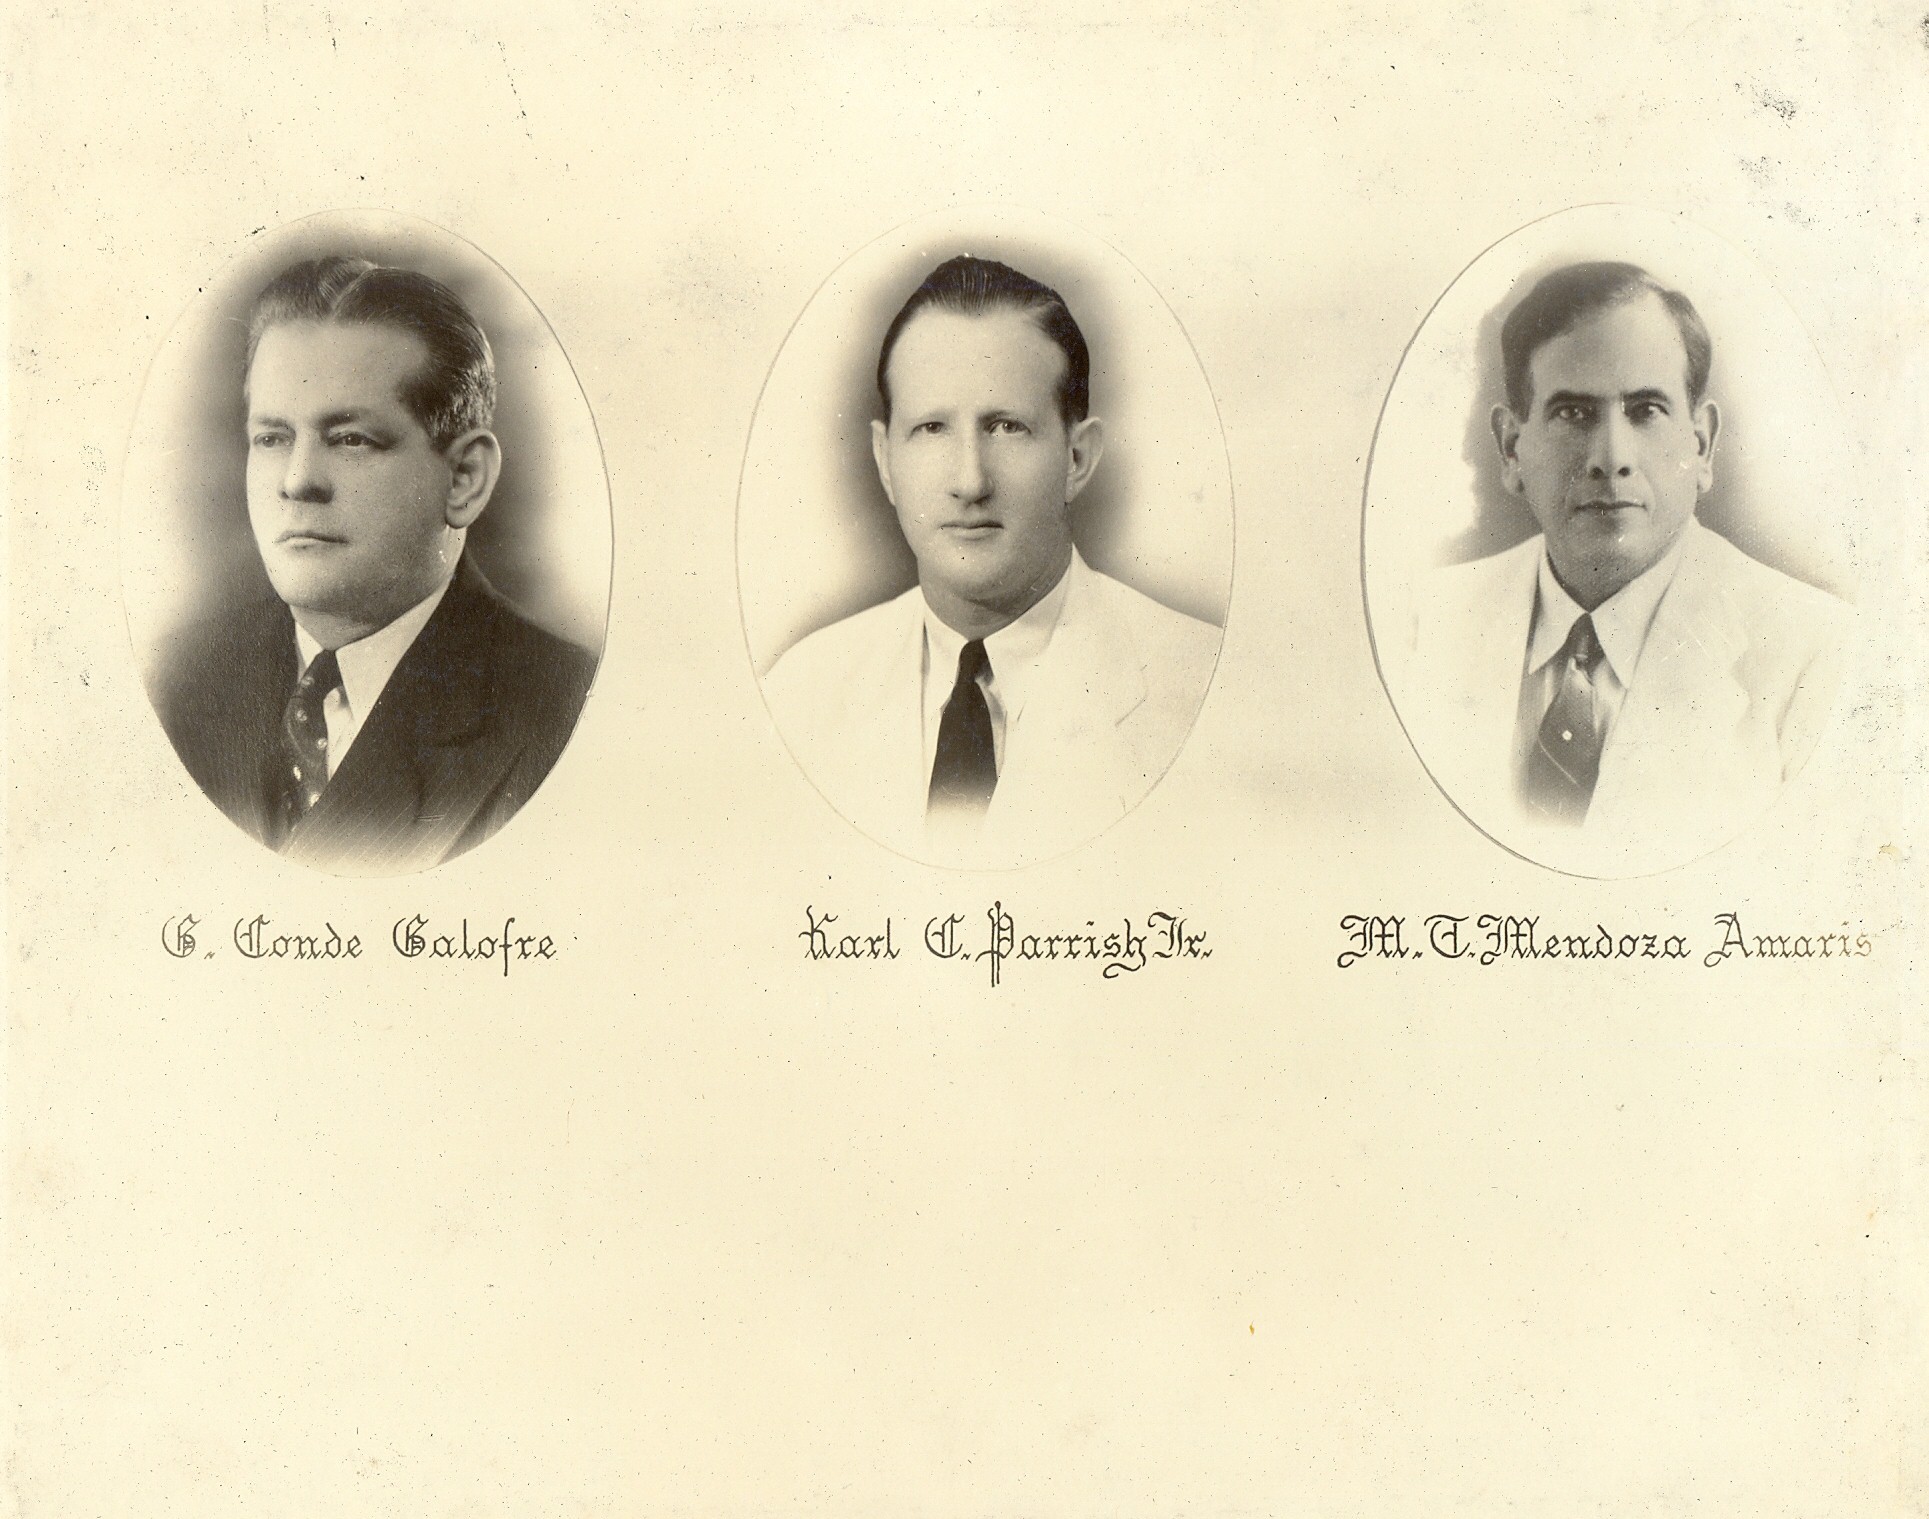 G. Conde Galofre
Karl C. Parrish Jr.
M. T. Mendoza Amaris